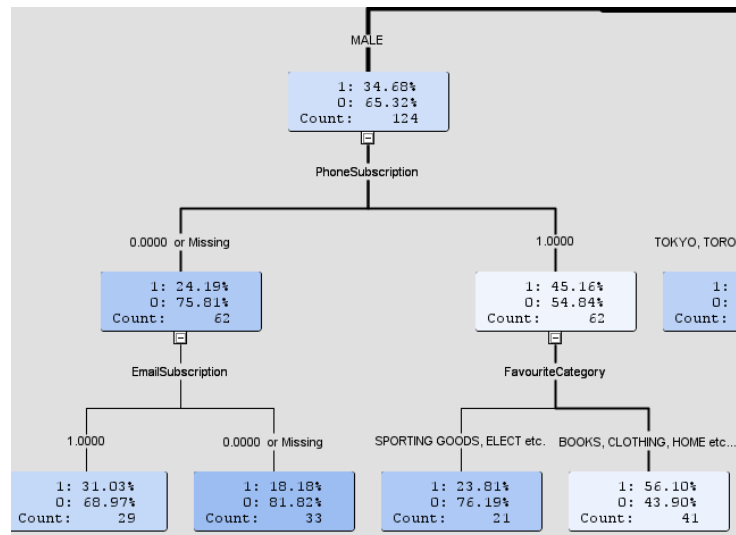 MALE
1: 34.68%
0: 65.32%
Count: 124
PhoneSubscription
0.0000 or Missing
1.0000
TOKYO, TORO
1: 24.19%
0: 75.81%
Count: 62
1: 45.16%
0: 54.84%
Count: 62
1:
0:
Count:
EmailSubscription
FavouriteCategory
1.0000
0.0000 or Missing
SPORTING GOODS, ELECT etc.
BOOKS, CLOTHING, HOME etc...
1: 31.03%
0: 68.97%
Count: 29
1: 18.18%
0: 81.82%
Count: 33
1: 23.81%
0: 76.19%
Count: 21
1: 56.10%
0: 43.90%
Count: 41